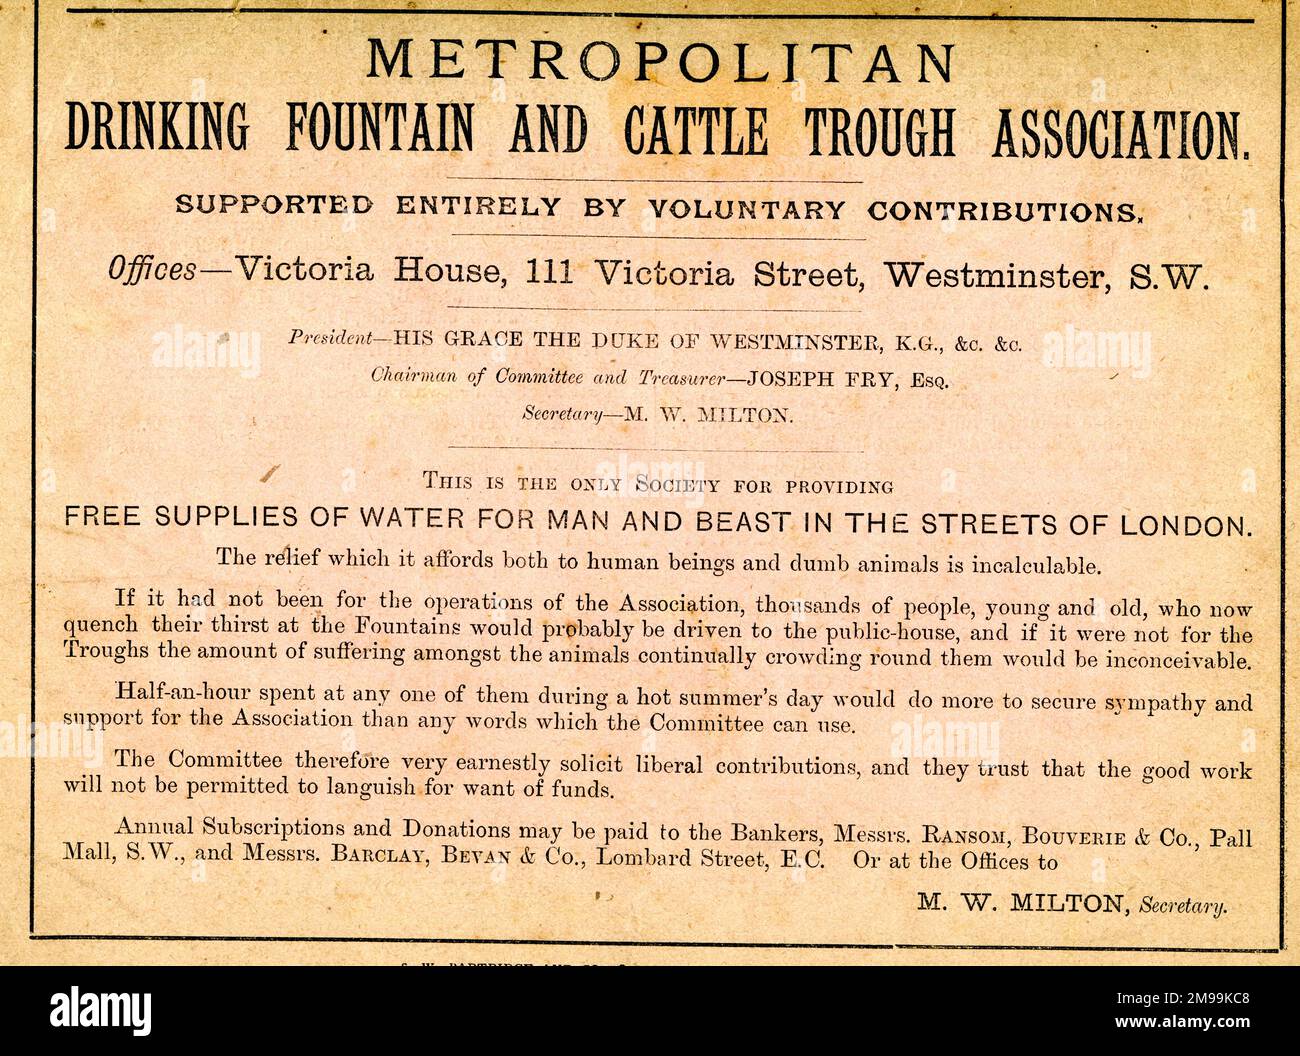 METROPOLITAN
DRINKING FOUNTAIN AND CATTLE TROUGH ASSOCIATION.
SUPPORTED ENTIRELY BY VOLUNTARY CONTRIBUTIONS.
Offices—Victoria House, 111 Victoria Street, Westminster, S.W.
President—HIS GRACE THE DUKE OF WESTMINSTER, K.G., &c. &c.
Chairman of Committee and Treasurer—JOSEPH FRY, Esq.
Secretary—M. W. MILTON.
This is the only Society for providing
FREE SUPPLIES OF WATER FOR MAN AND BEAST IN THE STREETS OF LONDON.
The relief which it affords both to human beings and dumb animals is incalculable.
If it had not been for the operations of the Association, thousands of people, young and old, who now
quench their thirst at the Fountains would probably be driven to the public-house, and if it were not for the
Troughs the amount of suffering amongst the animals continually crowding round them would be inconceivable.
Half-an-hour spent at any one of them during a hot summer's day would do more to secure sympathy and
support for the Association than any words which the Committee can use.
The Committee therefore very earnestly solicit liberal contributions, and they trust that the good work
will not be permitted to languish for want of funds.
Annual Subscriptions and Donations may be paid to the Bankers, Messrs. Ransom, Bouverie & Co., Pall
Mall, S.W., and Messrs. Barclay, Bevan & Co., Lombard Street, E.C. Or at the Offices to
M. W. MILTON, Secretary.
alamy
Image ID: 2M99KC8
www.alamy.com